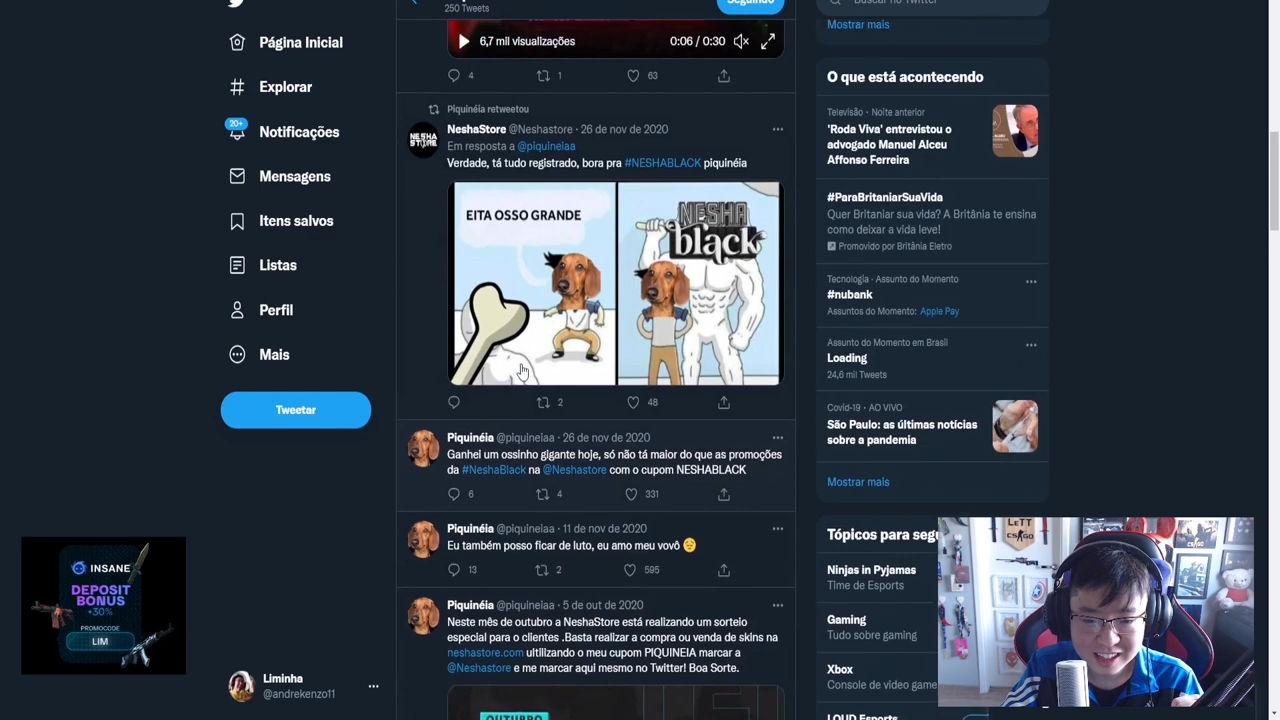 Página Inicial
Explorar
20+
Notificações
Mensagens
Itens salvos
Listas
Perfil
Mais
Tweetar
INSANE
DEPOSIT
BONUS
+30%
PROMOCODE
LIM
Liminha
@andrekenzo11
250 Tweets
Seguindo
6,7 mil visualizações
0:06 / 0:30
4
1
63
Piquinéia retweetou
NESHA
STORE
NeshaStore @Neshastore · 26 de nov de 2020
Em resposta a @piquineiaa
Verdade, tá tudo registrado, bora pra #NESHABLACK piquinéia
EITA OSSO GRANDE
NESHA
black
2
48
Piquinéia @piquineiaa · 26 de nov de 2020
Ganhei um ossinho gigante hoje, só não tá maior do que as promoções
da #NeshaBlack na @Neshastore com o cupom NESHABLACK
6
4
331
Piquinéia @piquineiaa · 11 de nov de 2020
Eu também posso ficar de luto, eu amo meu vovô 😔
13
2
595
Piquinéia @piquineiaa · 5 de out de 2020
Neste mês de outubro a NeshaStore está realizando um sorteio
especial para o clientes .Basta realizar a compra ou venda de skins na
neshastore.com o meu cupom PIQUINEIA marcar a
@Neshastore e me marcar aqui mesmo no Twitter! Boa Sorte.
OUTUBRO
Buscar no Twitter
Mostrar mais
O que está acontecendo
Televisão · Noite anterior
'Roda Viva' entrevistou o
advogado Manuel Alceu
Affonso Ferreira
#ParaBritaniarSuaVida
Quer Britaniar sua vida? A Britânia te ensina
como deixar a vida leve!
Promovido por Britânia Eletro
Tecnologia · Assunto do Momento
#nubank
Assuntos do Momento: Apple Pay
Assunto do Momento em Brasil
Loading
24,6 mil Tweets
Covid-19 · AO VIVO
São Paulo: as últimas notícias
sobre a pandemia
Mostrar mais
Tópicos para segu
Ninjas in Pyjamas
Time de Esports
Gaming
Tudo sobre gaming
Xbox
Console de video game
LOUD Esports
LeTT
CS:GO